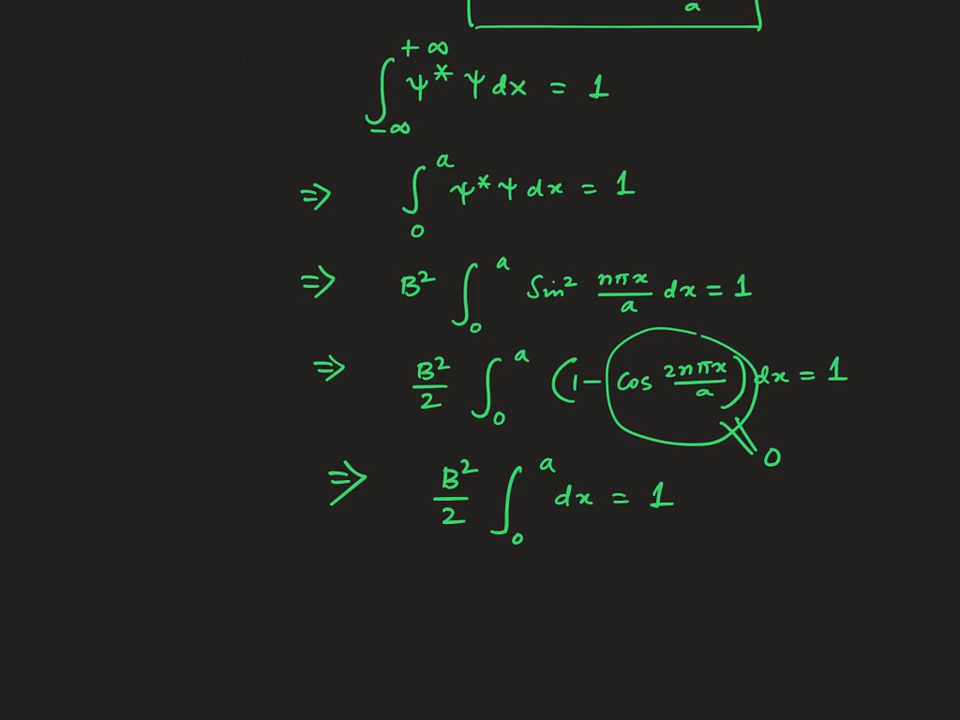 a
∫_{-∞}^{+∞} ψ* ψ dx = 1
⇒ ∫_0^a ψ* ψ dx = 1
⇒ B² ∫_0^a Sin² nπx/a dx = 1
⇒ B²/2 ∫_0^a (1 - cos 2nπx/a) dx = 1
0
⇒ B²/2 ∫_0^a dx = 1